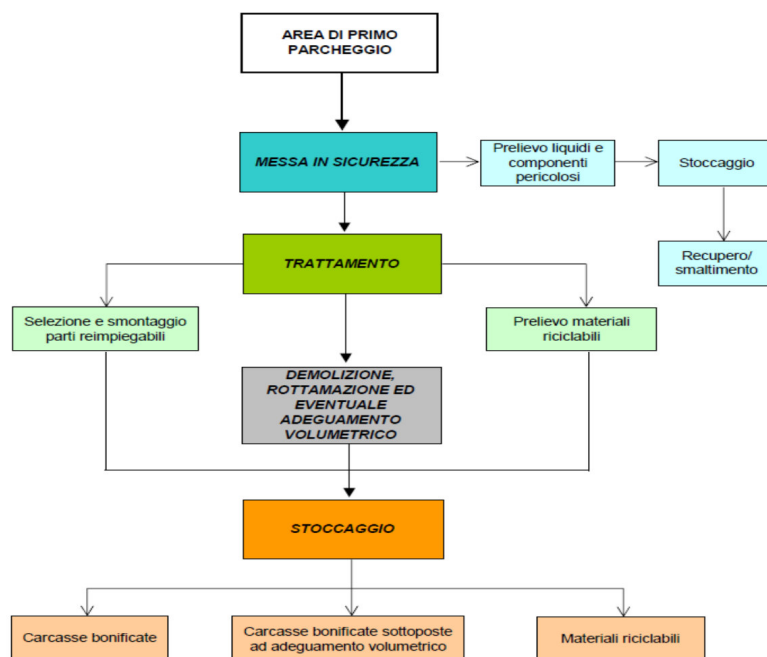 AREA DI PRIMO
PARCHEGGIO
MESSA IN SICUREZZA
Prelievo liquidi e
componenti
pericolosi
Stoccaggio
Recupero/
smaltimento
TRATTAMENTO
Selezione e smontaggio
parti reimpiegabili
Prelievo materiali
riciclabili
DEMOLIZIONE,
ROTTAMAZIONE ED
EVENTUALE
ADEGUAMENTO
VOLUMETRICO
STOCCAGGIO
Carcasse bonificate
Carcasse bonificate sottoposte
ad adeguamento volumetrico
Materiali riciclabili